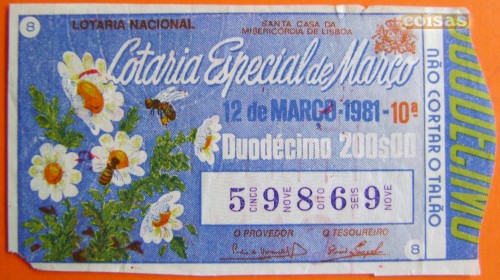 coisas
8
LOTARIA NACIONAL
SANTA CASA DA
MISERICÓRDIA DE LISBOA
Lotaria Especial de Março
12 de MARÇO-1981-10ª
Duodécimo 200$00
5 9 8 6 9
CINCO NOVE OITO SEIS NOVE
O PROVEDOR O TESOUREIRO
8
NÃO CORTAR O TALÃO
DUODÉCIMO